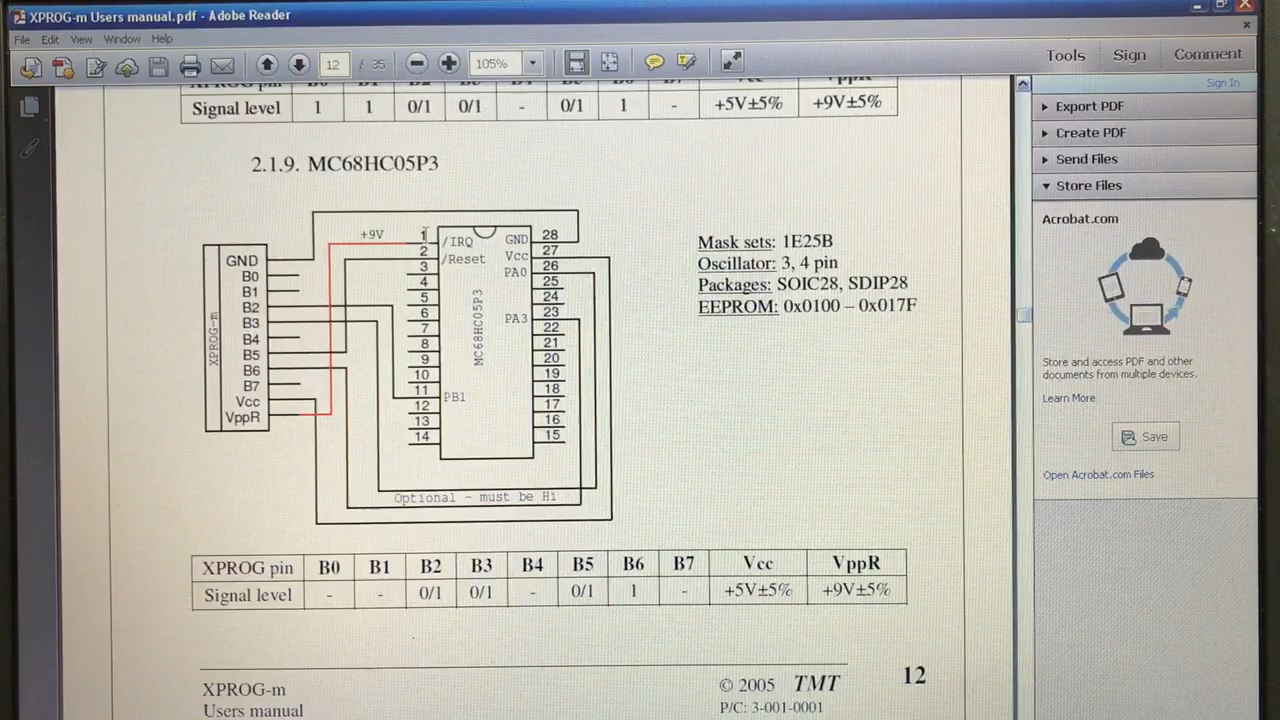 XPROG-m Users manual.pdf - Adobe Reader
File Edit View Window Help
12 / 35 105% Tools Sign Comment
Signal level 1 1 0/1 0/1 - 0/1 1 - +5V±5% +9V±5%
2.1.9. MC68HC05P3
XPROG-m
GND
B0
B1
B2
B3
B4
B5
B6
B7
Vcc
VppR
+9V
1
2
3
4
5
6
7
8
9
10
11
12
13
14
/IRQ
/Reset
PB1
MC68HC05P3
GND
Vcc
PA0
PA3
28
27
26
25
24
23
22
21
20
19
18
17
16
15
Optional - must be Hi
Mask sets: 1E25B
Oscillator: 3, 4 pin
Packages: SOIC28, SDIP28
EEPROM: 0x0100 – 0x017F
XPROG pin B0 B1 B2 B3 B4 B5 B6 B7 Vcc VppR
Signal level - - 0/1 0/1 - 0/1 1 - +5V±5% +9V±5%
XPROG-m
Users manual
© 2005 TMT
P/C: 3-001-0001
12
Sign In
Export PDF
Create PDF
Send Files
Store Files
Acrobat.com
Store and access PDF and other
documents from multiple devices.
Learn More
Save
Open Acrobat.com Files